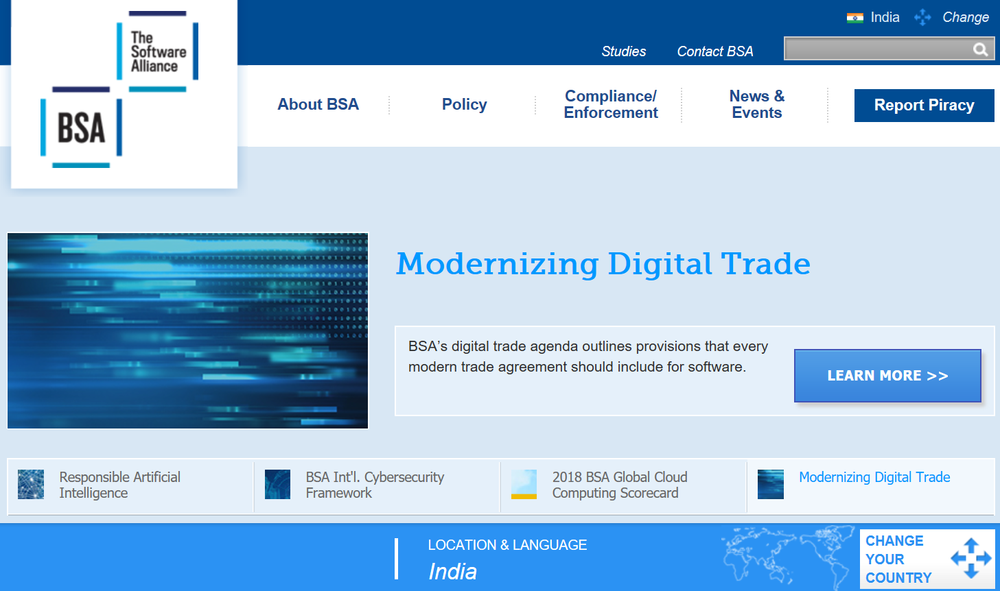 The
Software
Alliance
BSA
India
Change
Studies
Contact BSA
About BSA
Policy
Compliance/
Enforcement
News &
Events
Report Piracy
Modernizing Digital Trade
BSA’s digital trade agenda outlines provisions that every
modern trade agreement should include for software.
LEARN MORE >>
Responsible Artificial
Intelligence
BSA Int'l. Cybersecurity
Framework
2018 BSA Global Cloud
Computing Scorecard
Modernizing Digital Trade
LOCATION & LANGUAGE
India
CHANGE
YOUR
COUNTRY